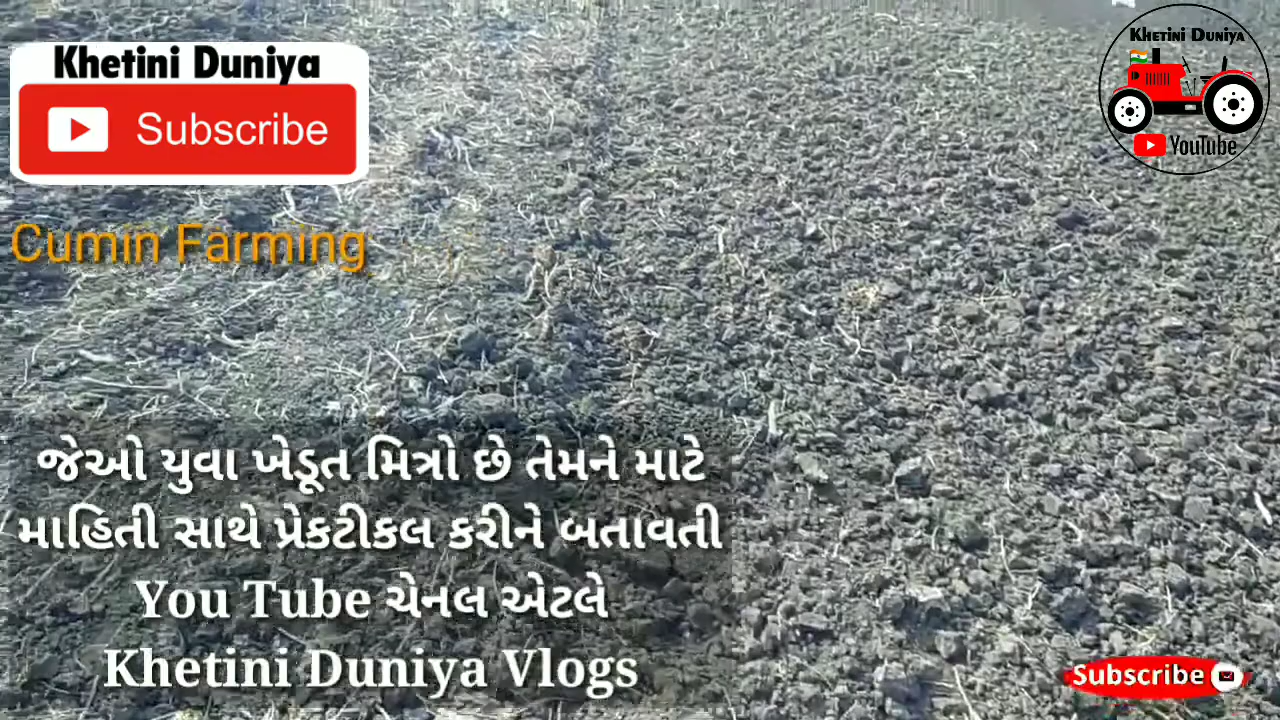 Khetini Duniya
Subscribe
Khetini Duniya
YouTube
Cumin Farming
જેઓ યુવા ખેડૂત મિત્રો છે તેમને માટે
માહિતી સાથે પ્રેકટીકલ કરીને બતાવતી
You Tube ચેનલ એટલે
Khetini Duniya Vlogs
Subscribe